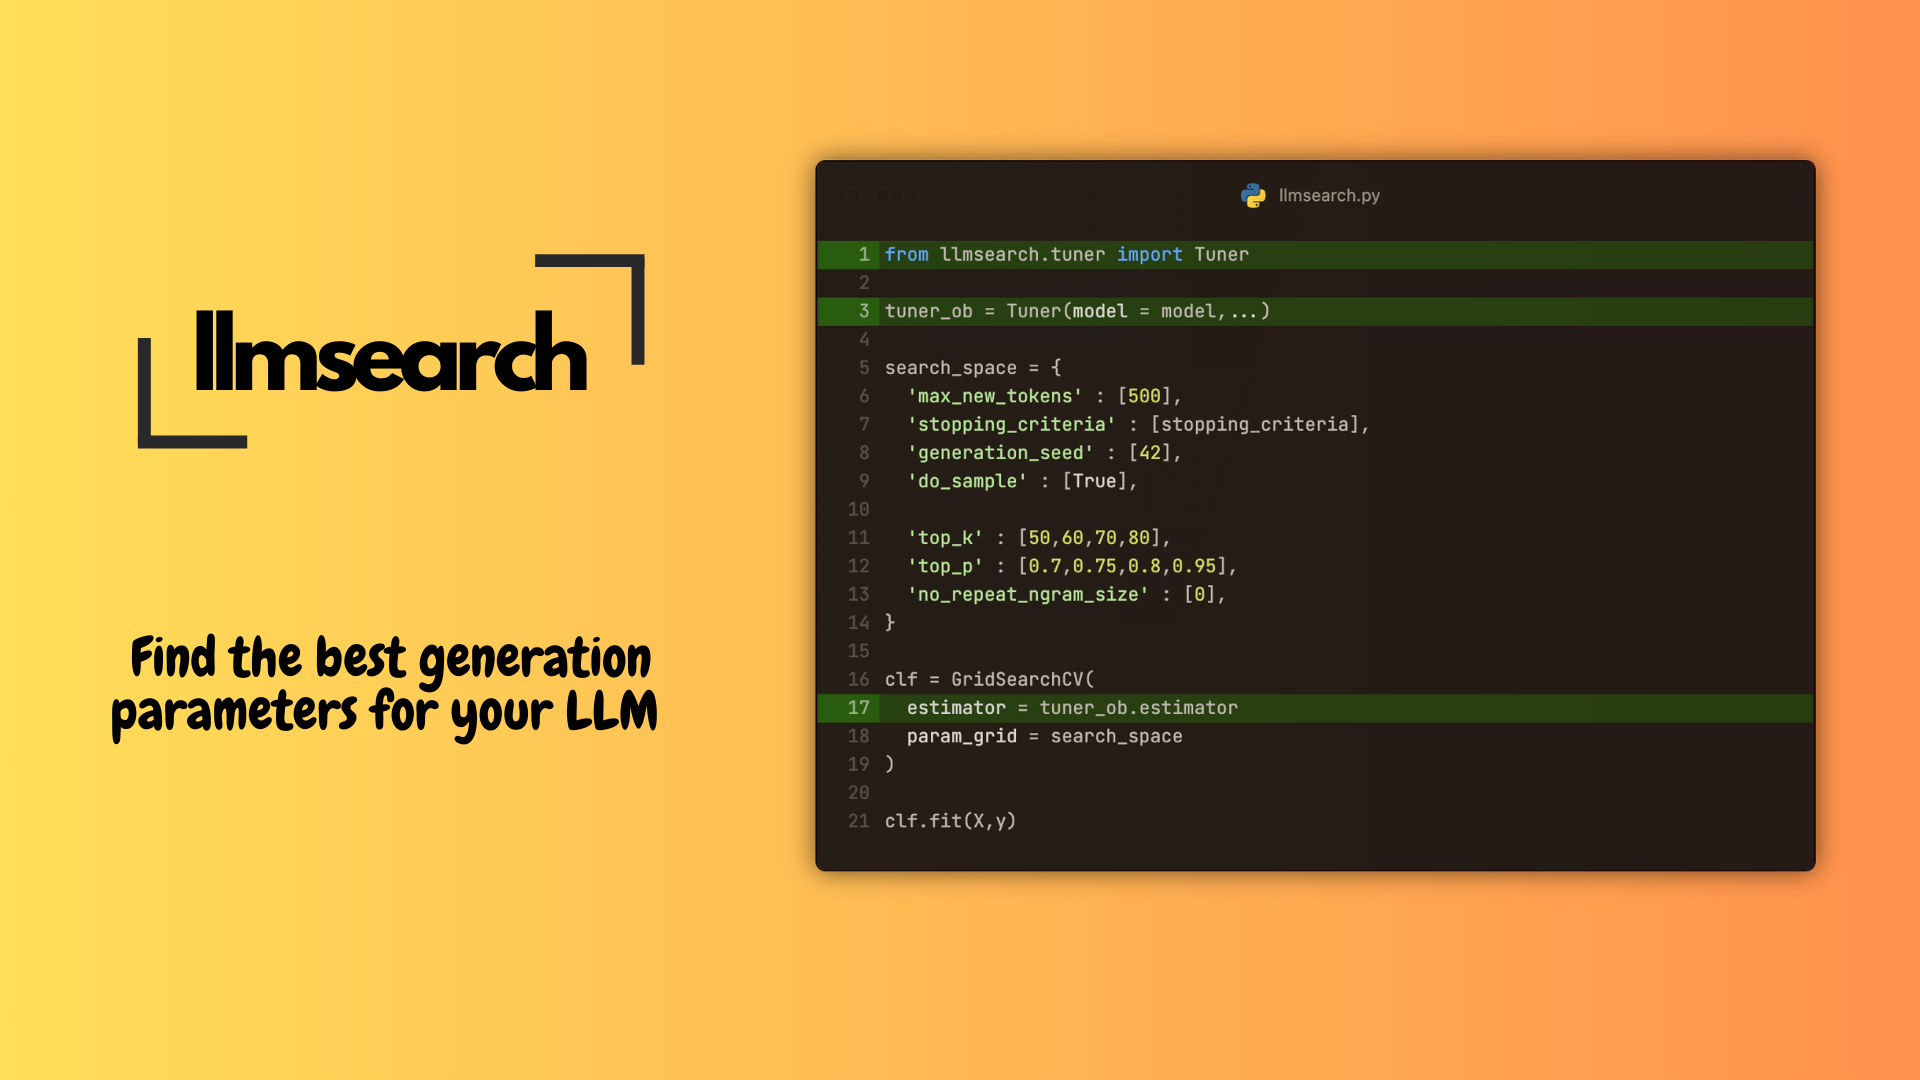 llmsearch
Find the best generation
parameters for your LLM
llmsearch.py
1 from llmsearch.tuner import Tuner
2
3 tuner_ob = Tuner(model = model,...)
4
5 search_space = {
6   'max_new_tokens' : [500],
7   'stopping_criteria' : [stopping_criteria],
8   'generation_seed' : [42],
9   'do_sample' : [True],
10
11   'top_k' : [50,60,70,80],
12   'top_p' : [0.7,0.75,0.8,0.95],
13   'no_repeat_ngram_size' : [0],
14 }
15
16 clf = GridSearchCV(
17   estimator = tuner_ob.estimator
18   param_grid = search_space
19 )
20
21 clf.fit(X,y)